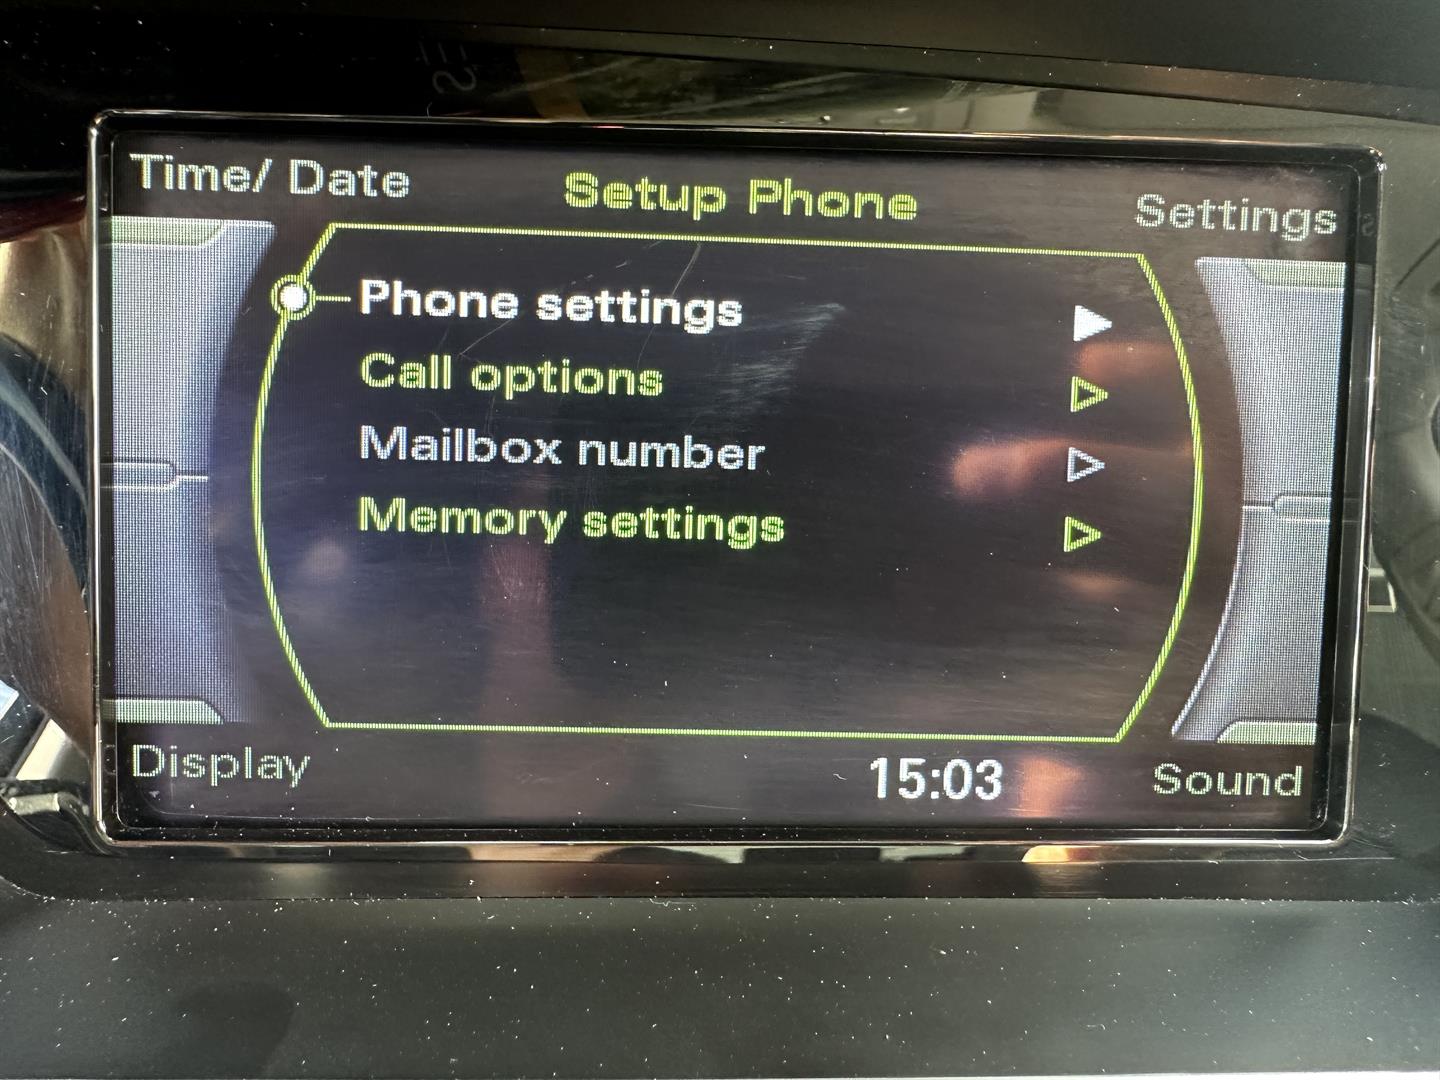 Time/ Date
Setup Phone
Settings
Phone settings
Call options
Mailbox number
Memory settings
Display
15:03
Sound